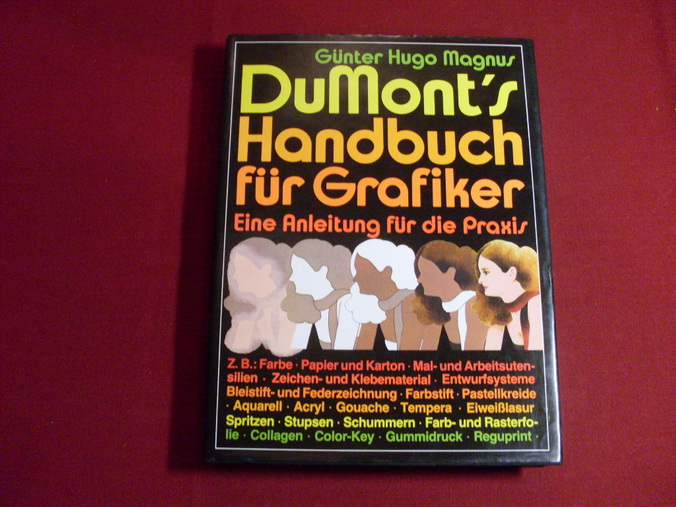 Günter Hugo Magnus
DuMont's
Handbuch
für Grafiker
Eine Anleitung für die Praxis
Z. B.: Farbe · Papier und Karton · Mal- und Arbeitsuten-
silien · Zeichen- und Klebematerial · Entwurfsysteme
Bleistift- und Federzeichnung · Farbstift · Pastellkreide
· Aquarell · Acryl · Gouache · Tempera · Eiweißlasur
Spritzen · Stupsen · Schummern · Farb- und Rasterfo-
lie · Collagen · Color-Key · Gummidruck · Reguprint ·